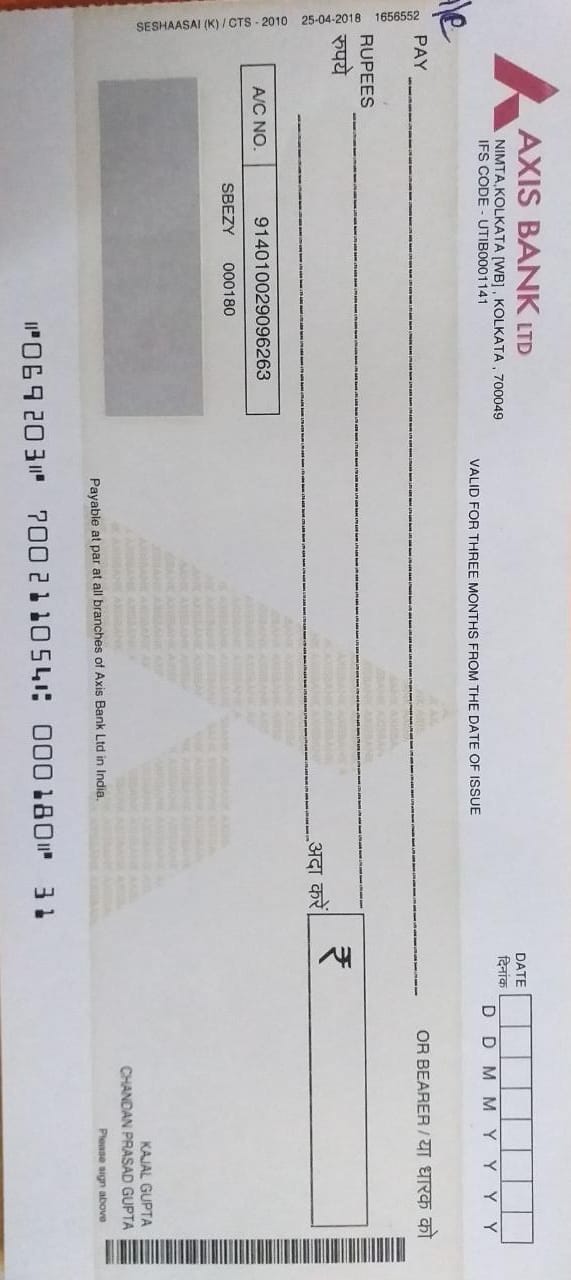 AXIS BANK LTD
NIMTA,KOLKATA [WB] , KOLKATA , 700049
IFS CODE - UTIB0001141
VALID FOR THREE MONTHS FROM THE DATE OF ISSUE
DATE
दिनांक
D D M M Y Y Y Y
PAY
OR BEARER / या धारक को
RUPEES
रुपये
अदा करें
₹
A/C NO. 914010029096263
SBEZY 000180
SESHAASAI (K) / CTS - 2010 25-04-2018 1656552
KAJAL GUPTA
CHANDAN PRASAD GUPTA
Please sign above
Payable at par at all branches of Axis Bank Ltd in India.
⑈069203⑈ 700211054⑆ 000180⑈ 31